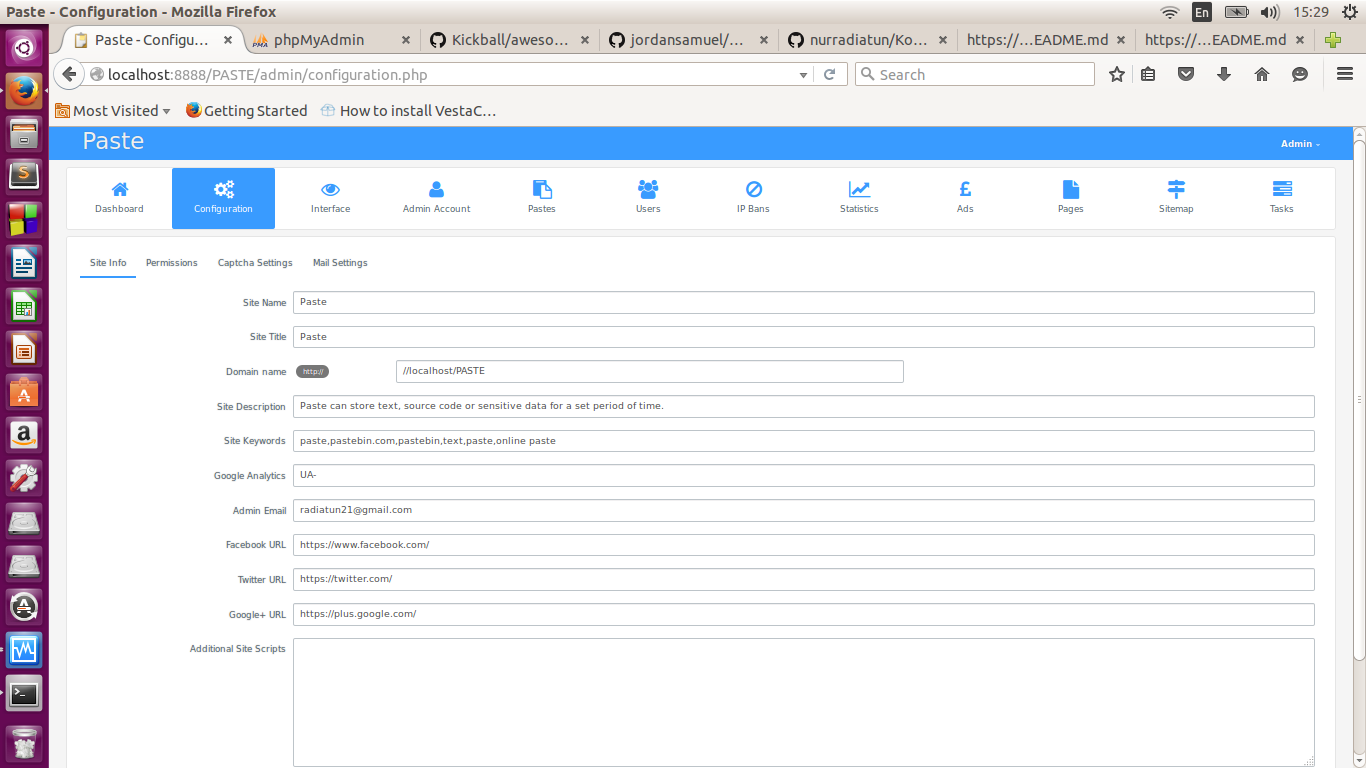 Paste - Configuration - Mozilla Firefox
En
15:29
Paste - Configu... ×
phpMyAdmin ×
Kickball/aweso... ×
jordansamuel/... ×
nurradiatun/Ko... ×
https://...EADME.md ×
https://...EADME.md ×
localhost:8888/PASTE/admin/configuration.php
Search
Most Visited
Getting Started
How to install VestaC...
Paste
Admin
Dashboard
Configuration
Interface
Admin Account
Pastes
Users
IP Bans
Statistics
Ads
Pages
Sitemap
Tasks
Site Info
Permissions
Captcha Settings
Mail Settings
Site Name Paste
Site Title Paste
Domain name http:// //localhost/PASTE
Site Description Paste can store text, source code or sensitive data for a set period of time.
Site Keywords paste,pastebin.com,pastebin,text,paste,online paste
Google Analytics UA-
Admin Email radiatun21@gmail.com
Facebook URL https://www.facebook.com/
Twitter URL https://twitter.com/
Google+ URL https://plus.google.com/
Additional Site Scripts